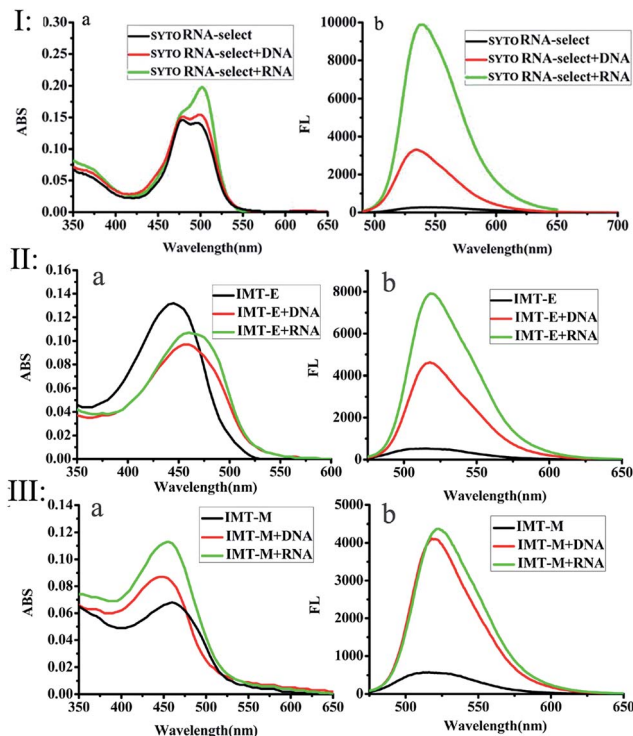 I:
a
0.30
0.25
0.20
0.15
0.10
0.05
0.00
ABS
SYTO RNA-select
SYTO RNA-select+DNA
SYTO RNA-select+RNA
350 400 450 500 550 600 650
Wavelength(nm)
b
10000
8000
6000
4000
2000
0
FL
SYTO RNA-select
SYTO RNA-select+DNA
SYTO RNA-select+RNA
500 550 600 650 700
Wavelength(nm)
II:
a
0.16
0.14
0.12
0.10
0.08
0.06
0.04
0.02
0.00
ABS
IMT-E
IMT-E+DNA
IMT-E+RNA
350 400 450 500 550 600
Wavelength(nm)
b
8000
6000
4000
2000
0
FL
IMT-E
IMT-E+DNA
IMT-E+RNA
500 550 600 650
Wavelength(nm)
III:
a
0.14
0.12
0.10
0.08
0.06
0.04
0.02
0.00
ABS
IMT-M
IMT-M+DNA
IMT-M+RNA
350 400 450 500 550 600 650
Wavelength(nm)
b
5000
4000
3000
2000
1000
0
FL
IMT-M
IMT-M+DNA
IMT-M+RNA
500 550 600 650
Wavelength(nm)